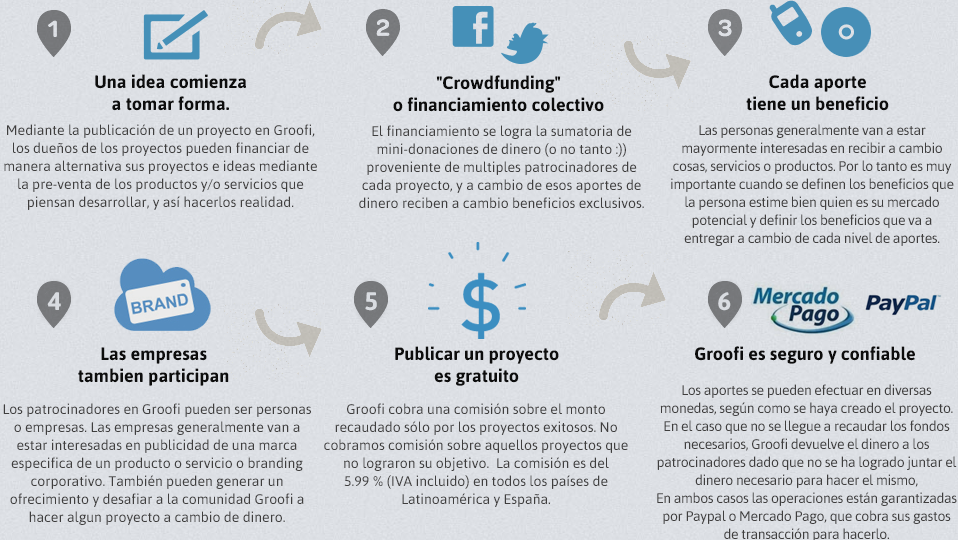 1
Una idea comienza
a tomar forma.
Mediante la publicación de un proyecto en Groofi,
los dueños de los proyectos pueden financiar de
manera alternativa sus proyectos e ideas mediante
la pre-venta de los productos y/o servicios que
piensan desarrollar, y así hacerlos realidad.
2
f
"Crowdfunding"
o financiamiento colectivo
El financiamiento se logra la sumatoria de
mini-donaciones de dinero (o no tanto :))
proveniente de multiples patrocinadores de
cada proyecto, y a cambio de esos aportes de
dinero reciben a cambio beneficios exclusivos.
3
Cada aporte
tiene un beneficio
Las personas generalmente van a estar
mayormente interesadas en recibir a cambio
cosas, servicios o productos. Por lo tanto es muy
importante cuando se definen los beneficios que
la persona estime bien quien es su mercado
potencial y definir los beneficios que va a
entregar a cambio de cada nivel de aportes.
4
BRAND
Las empresas
tambien participan
Los patrocinadores en Groofi pueden ser personas
o empresas. Las empresas generalmente van a
estar interesadas en publicidad de una marca
especifica de un producto o servicio o branding
corporativo. También pueden generar un
ofrecimiento y desafiar a la comunidad Groofi a
hacer algun proyecto a cambio de dinero.
5
$
Publicar un proyecto
es gratuito
Groofi cobra una comisión sobre el monto
recaudado sólo por los proyectos exitosos. No
cobramos comisión sobre aquellos proyectos que
no lograron su objetivo. La comisión es del
5.99 % (IVA incluido) en todos los países de
Latinoamérica y España.
6
Mercado
Pago
PayPal
Groofi es seguro y confiable
Los aportes se pueden efectuar en diversas
monedas, según como se haya creado el proyecto.
En el caso que no se llegue a recaudar los fondos
necesarios, Groofi devuelve el dinero a los
patrocinadores dado que no se ha logrado juntar el
dinero necesario para hacer el mismo,
En ambos casos las operaciones están garantizadas
por Paypal o Mercado Pago, que cobra sus gastos
de transacción para hacerlo.